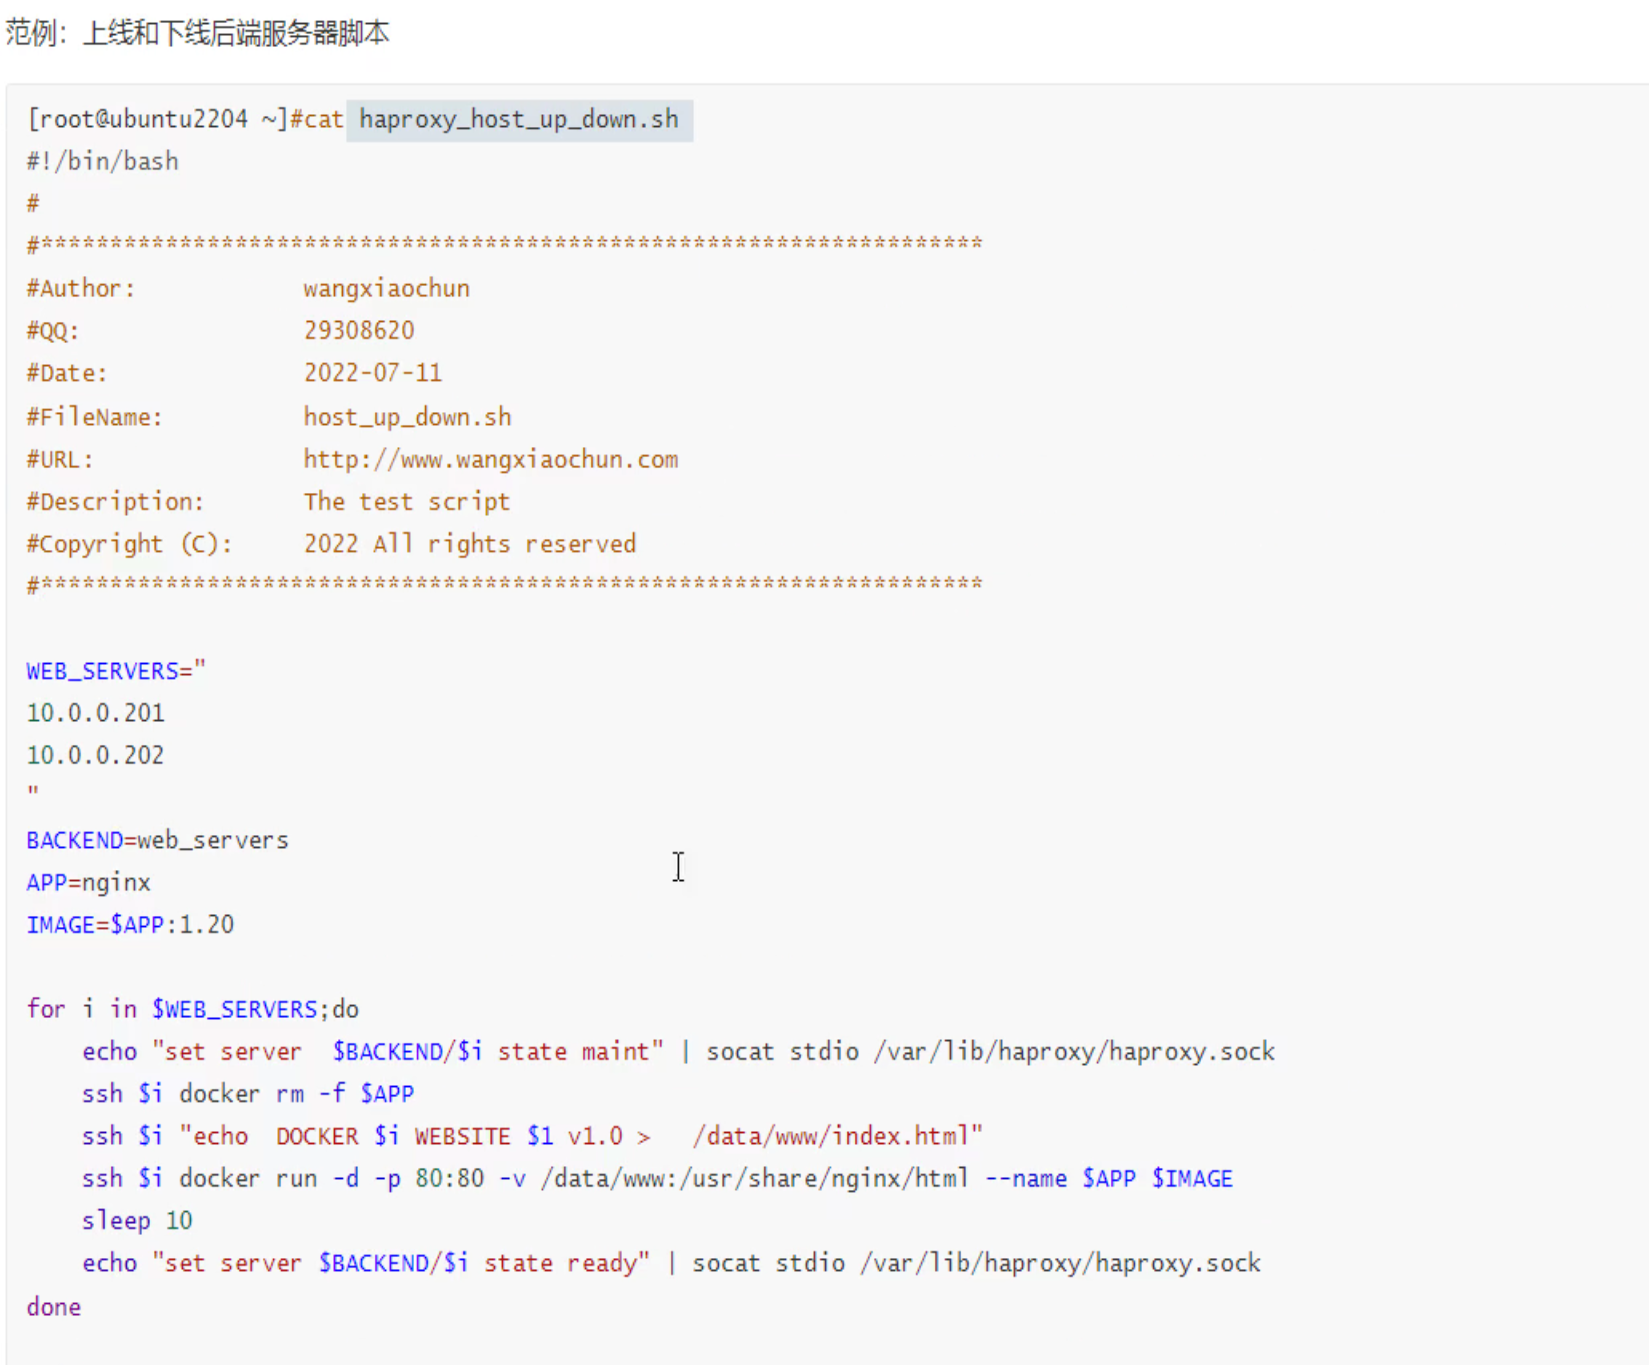 范例：上线和下线后端服务器脚本
[root@ubuntu2204 ~]#cat haproxy_host_up_down.sh
#!/bin/bash
#
#********************************************************************
#Author:            wangxiaochun
#QQ:                29308620
#Date:              2022-07-11
#FileName:          host_up_down.sh
#URL:               http://www.wangxiaochun.com
#Description:       The test script
#Copyright (C):     2022 All rights reserved
#********************************************************************
WEB_SERVERS="
10.0.0.201
10.0.0.202
"
BACKEND=web_servers
APP=nginx
IMAGE=$APP:1.20
for i in $WEB_SERVERS;do
    echo "set server  $BACKEND/$i state maint" | socat stdio /var/lib/haproxy/haproxy.sock
    ssh $i docker rm -f $APP
    ssh $i "echo  DOCKER $i WEBSITE $1 v1.0 >   /data/www/index.html"
    ssh $i docker run -d -p 80:80 -v /data/www:/usr/share/nginx/html --name $APP $IMAGE
    sleep 10
    echo "set server $BACKEND/$i state ready" | socat stdio /var/lib/haproxy/haproxy.sock
done